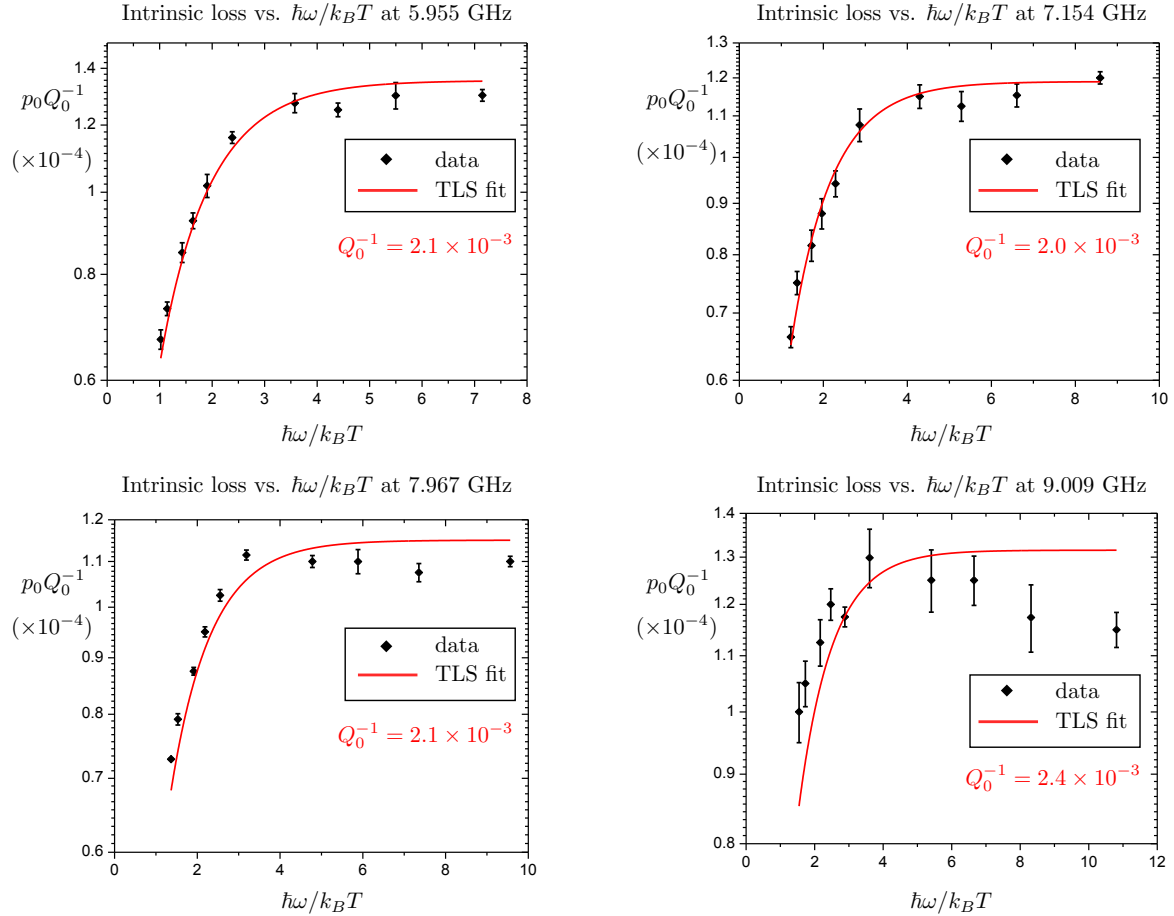 Intrinsic loss vs. ℏω/k_BT at 5.955 GHz
p_0Q_0^{-1}
(×10^{-4})
1.4
1.2
1
0.8
0.6
data
TLS fit
Q_0^{-1} = 2.1 × 10^{-3}
0 1 2 3 4 5 6 7 8
ℏω/k_BT
Intrinsic loss vs. ℏω/k_BT at 7.154 GHz
p_0Q_0^{-1}
(×10^{-4})
1.3
1.2
1.1
1
0.9
0.8
0.7
0.6
data
TLS fit
Q_0^{-1} = 2.0 × 10^{-3}
0 2 4 6 8 10
ℏω/k_BT
Intrinsic loss vs. ℏω/k_BT at 7.967 GHz
p_0Q_0^{-1}
(×10^{-4})
1.2
1.1
1
0.9
0.8
0.7
0.6
data
TLS fit
Q_0^{-1} = 2.1 × 10^{-3}
0 2 4 6 8 10
ℏω/k_BT
Intrinsic loss vs. ℏω/k_BT at 9.009 GHz
p_0Q_0^{-1}
(×10^{-4})
1.4
1.3
1.2
1.1
1
0.9
0.8
data
TLS fit
Q_0^{-1} = 2.4 × 10^{-3}
0 2 4 6 8 10 12
ℏω/k_BT